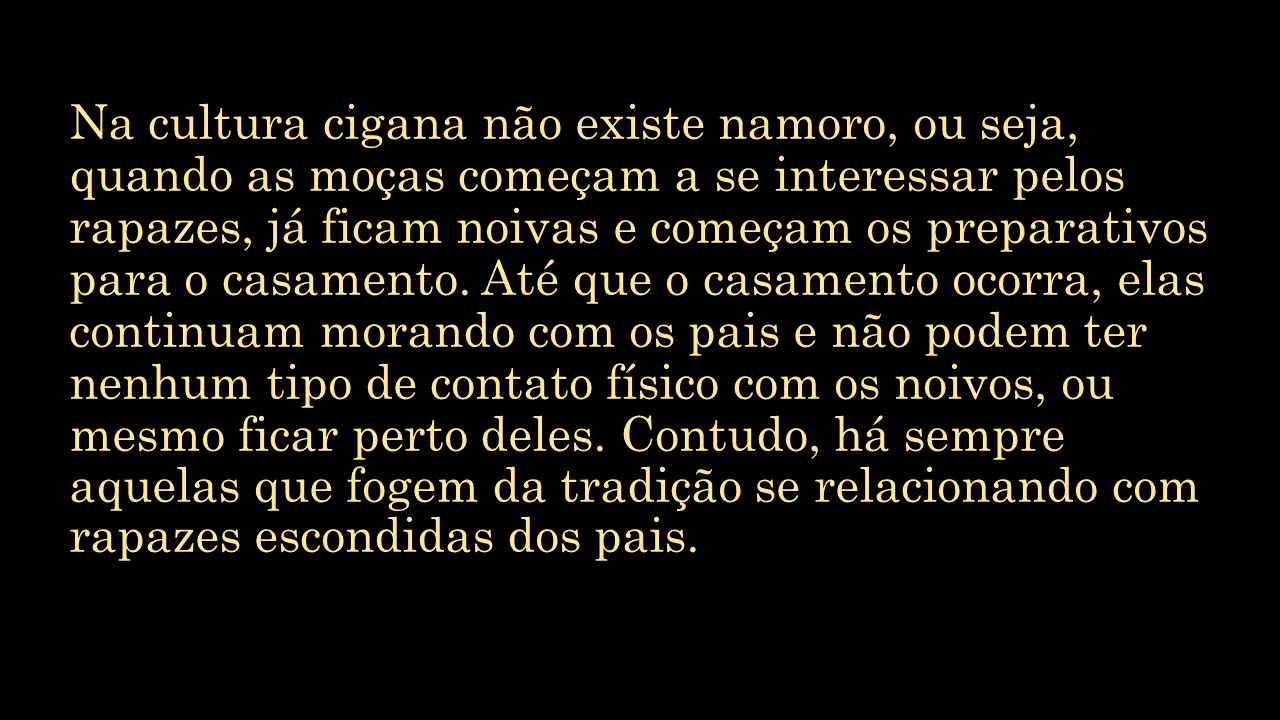 Na cultura cigana não existe namoro, ou seja,
quando as moças começam a se interessar pelos
rapazes, já ficam noivas e começam os preparativos
para o casamento. Até que o casamento ocorra, elas
continuam morando com os pais e não podem ter
nenhum tipo de contato físico com os noivos, ou
mesmo ficar perto deles. Contudo, há sempre
aquelas que fogem da tradição se relacionando com
rapazes escondidas dos pais.